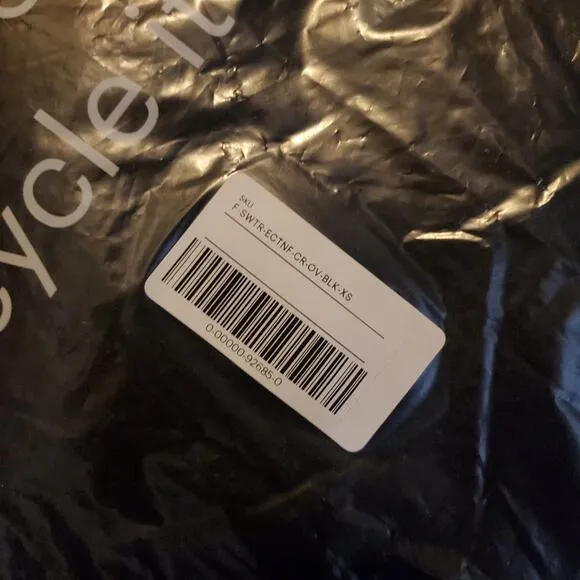 cycle it
SKU
F SWTR-ECTNF-CR-OV-BLK-XS
0-00000-92685-0